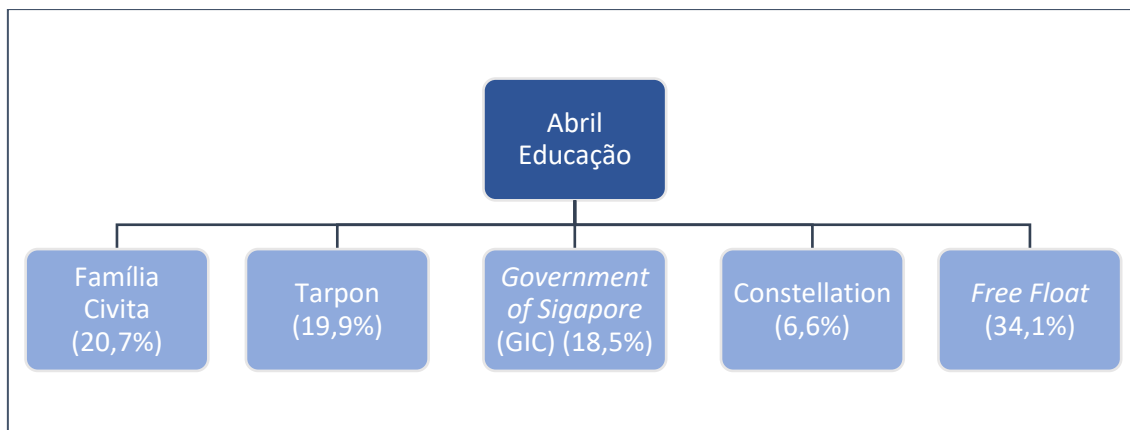 Abril
Educação
Família
Civita
(20,7%)
Tarpon
(19,9%)
Government
of Sigapore
(GIC) (18,5%)
Constellation
(6,6%)
Free Float
(34,1%)